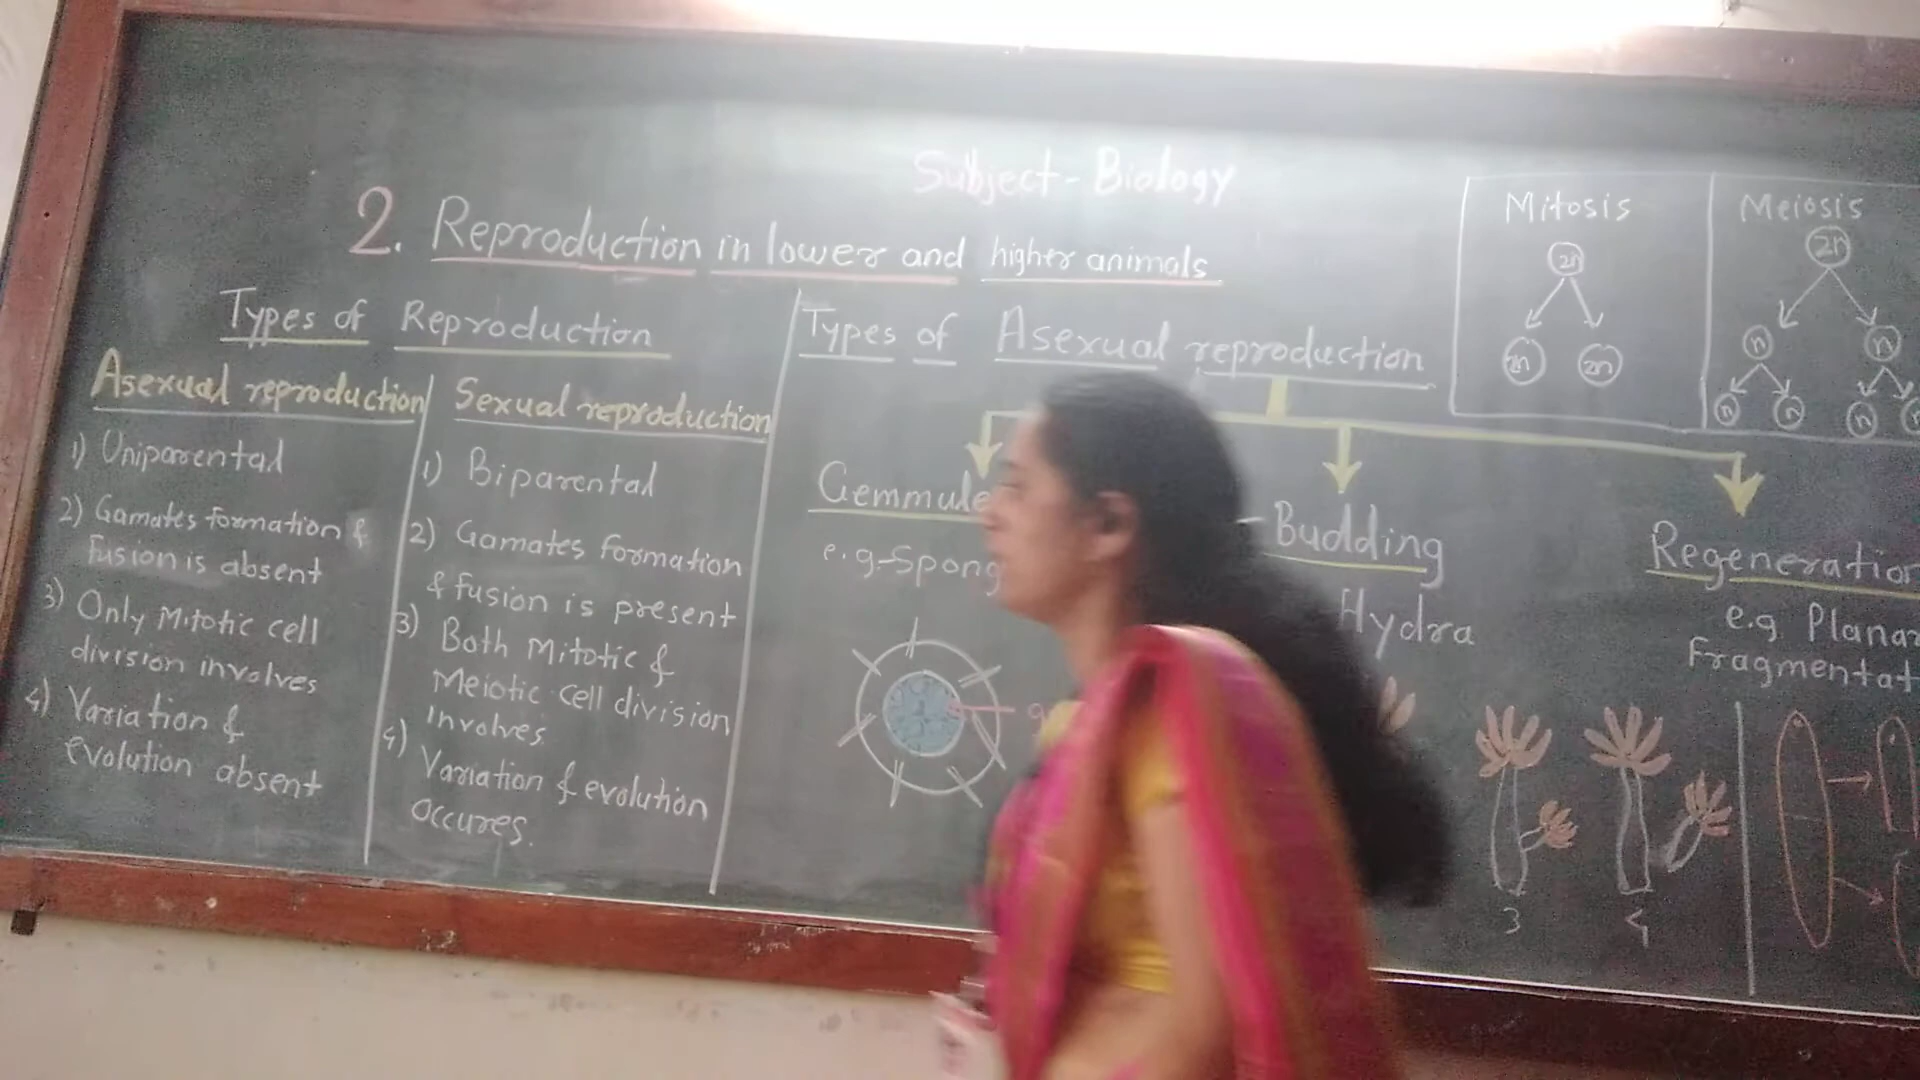 Subject - Biology
2. Reproduction in lower and higher animals
Types of Reproduction
Asexual reproduction
1) Uniparental
2) Gamates formation &
fusion is absent
3) Only Mitotic cell
division involves
4) Variation &
evolution absent
Sexual reproduction
1) Biparental
2) Gamates formation
& fusion is present
3) Both Mitotic &
Meiotic cell division
involves
4) Variation & evolution
occures.
Types of Asexual reproduction
Gemmule
e.g-Spong
Budding
Hydra
3
4
Regeneration
e.g. Planar
Fragmentat
Mitosis
2n
2n 2n
Meiosis
2n
n n
n n n